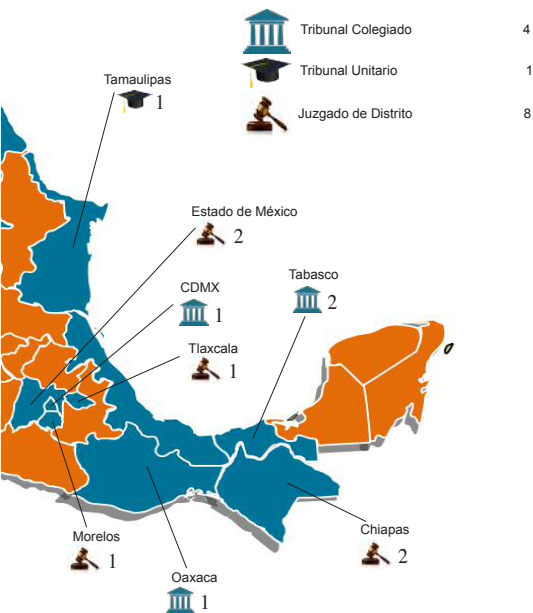 Tribunal Colegiado 4
Tribunal Unitario 1
Juzgado de Distrito 8
Tamaulipas
1
Estado de México
2
CDMX
1
Tabasco
2
Tlaxcala
1
Morelos
1
Oaxaca
1
Chiapas
2